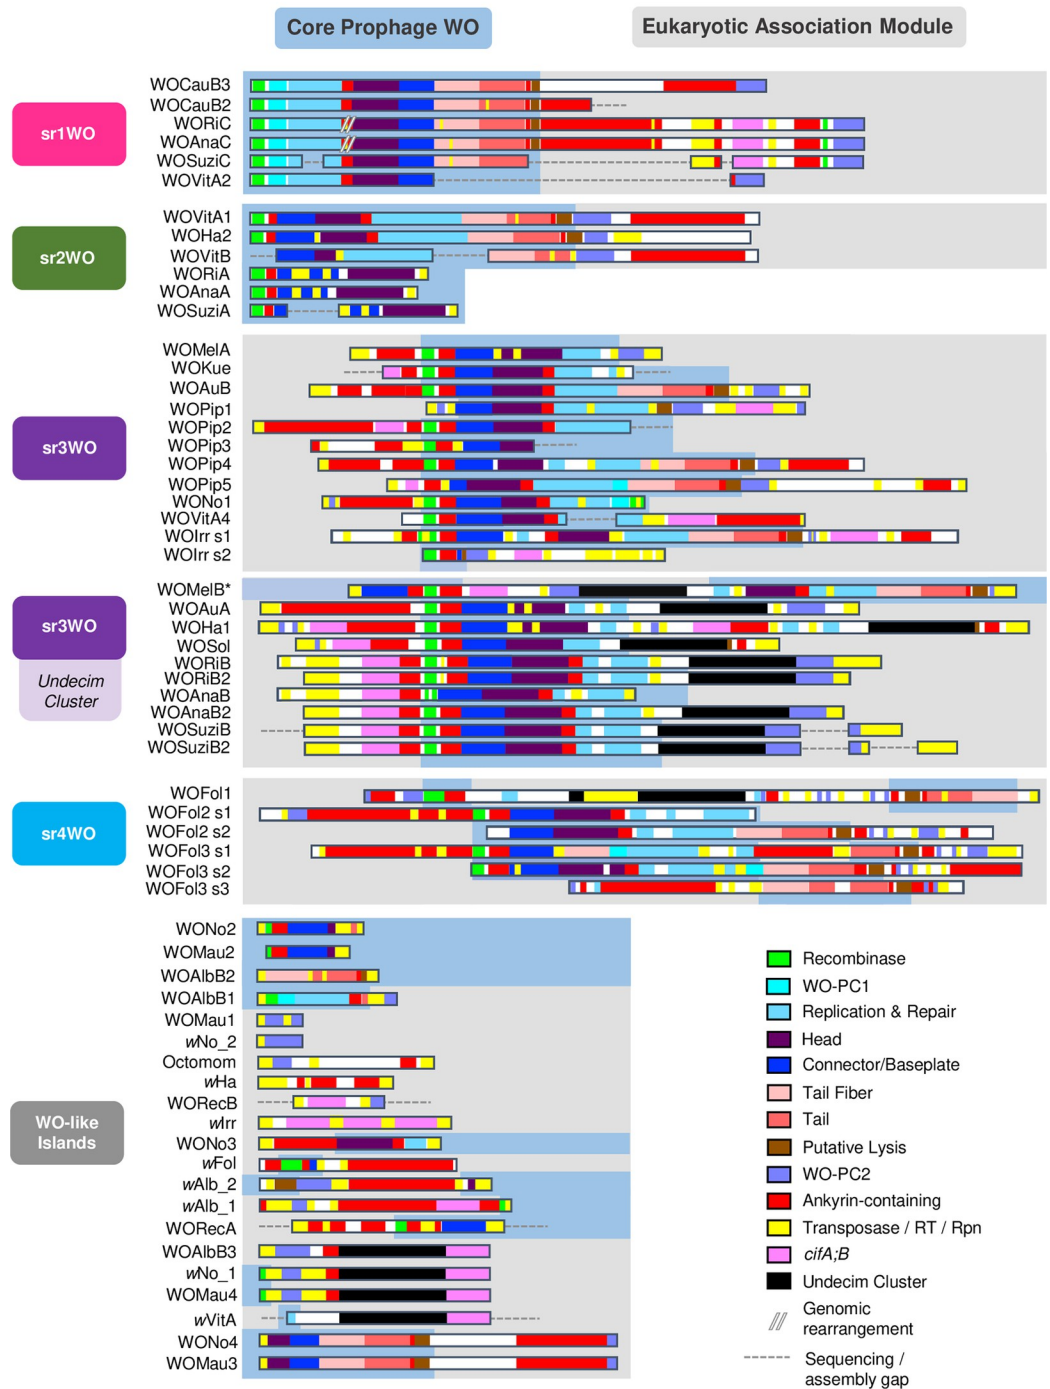 Core Prophage WO
Eukaryotic Association Module
sr1WO
WOCauB3
WOCauB2
WORiC
WOAnaC
WOSuziC
WOVitA2
sr2WO
WOVitA1
WOHa2
WOVitB
WORiA
WOAnaA
WOSuziA
sr3WO
WOMelA
WOKue
WOAuB
WOPip1
WOPip2
WOPip3
WOPip4
WOPip5
WONo1
WOVitA4
WOIrr s1
WOIrr s2
sr3WO
Undecim
Cluster
WOMelB*
WOAuA
WOHa1
WOSol
WORiB
WORiB2
WOAnaB
WOAnaB2
WOSuziB
WOSuziB2
sr4WO
WOFol1
WOFol2 s1
WOFol2 s2
WOFol3 s1
WOFol3 s2
WOFol3 s3
WO-like
Islands
WONo2
WOMau2
WOAlbB2
WOAlbB1
WOMau1
wNo_2
Octomom
wHa
WORecB
wIrr
WONo3
wFol
wAlb_2
wAlb_1
WORecA
WOAlbB3
wNo_1
WOMau4
wVitA
WONo4
WOMau3
Recombinase
WO-PC1
Replication & Repair
Head
Connector/Baseplate
Tail Fiber
Tail
Putative Lysis
WO-PC2
Ankyrin-containing
Transposase / RT / Rpn
cifA;B
Undecim Cluster
Genomic
rearrangement
Sequencing /
assembly gap